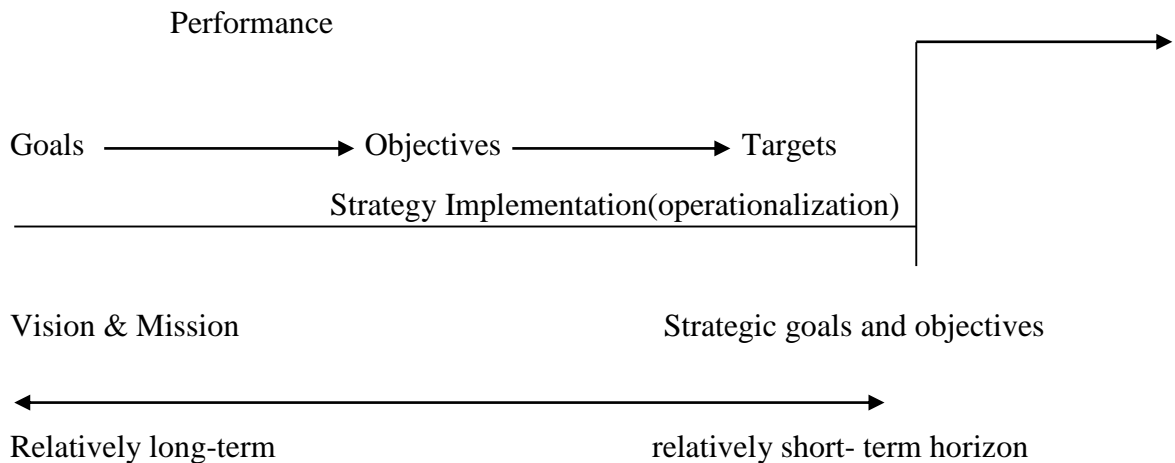 Performance
Goals Objectives Targets
Strategy Implementation(operationalization)
Vision & Mission Strategic goals and objectives
Relatively long-term relatively short- term horizon